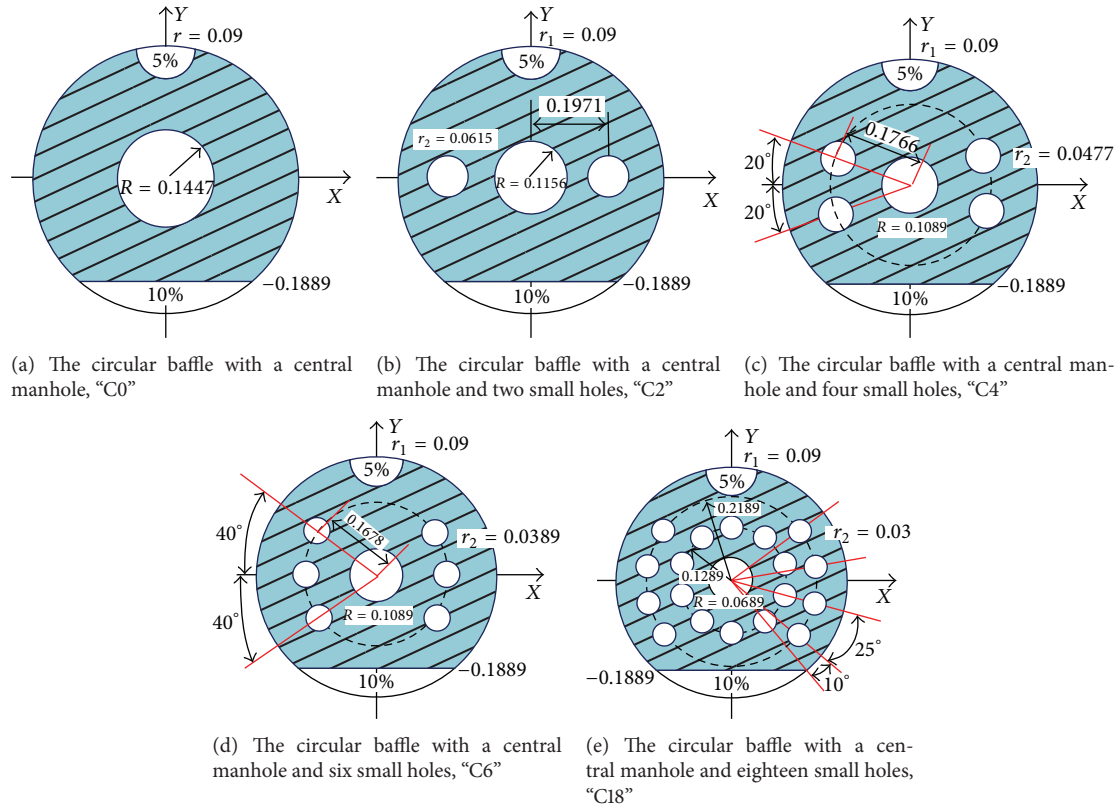 Y
r = 0.09
5%
R = 0.1447
X
−0.1889
10%
(a) The circular baffle with a central
manhole, “C0”
Y
r1 = 0.09
5%
0.1971
r2 = 0.0615
R = 0.1156
X
−0.1889
10%
(b) The circular baffle with a central
manhole and two small holes, “C2”
Y
r1 = 0.09
5%
0.1766
r2 = 0.0477
20°
20°
X
R = 0.1089
−0.1889
10%
(c) The circular baffle with a central man-
hole and four small holes, “C4”
Y
r1 = 0.09
5%
0.1678
r2 = 0.0389
40°
40°
X
R = 0.1089
−0.1889
10%
(d) The circular baffle with a central
manhole and six small holes, “C6”
Y
r1 = 0.09
5%
0.2189
r2 = 0.03
0.1289
R = 0.0689
X
25°
10°
−0.1889
10%
(e) The circular baffle with a cen-
tral manhole and eighteen small holes,
“C18”